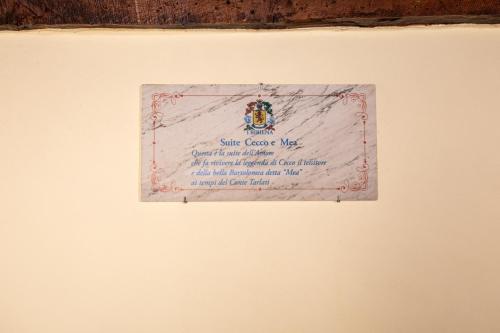 Suite Cecco e Mea
Questa è la suite dell'Amore
che fa rivivere la leggenda di Cecco il tessitore
e della bella Bartolomea detta "Mea"
ai tempi del Conte Tarlati